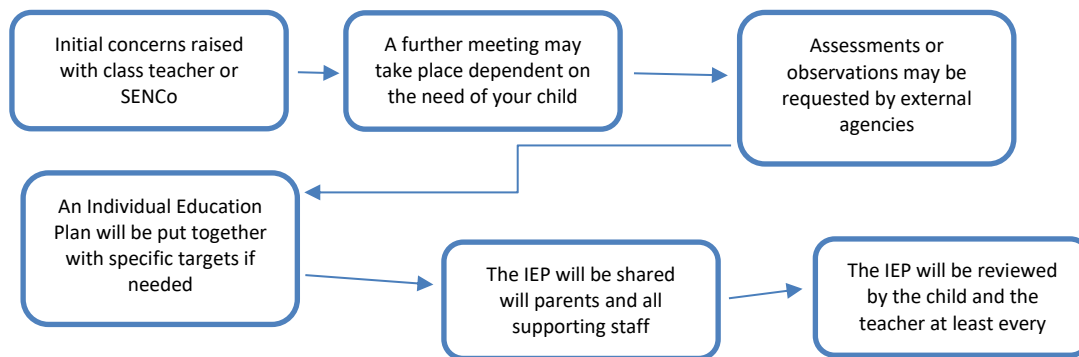 Initial concerns raised
with class teacher or
SENCo
A further meeting may
take place dependent on
the need of your child
Assessments or
observations may be
requested by external
agencies
An Individual Education
Plan will be put together
with specific targets if
needed
The IEP will be shared
will parents and all
supporting staff
The IEP will be reviewed
by the child and the
teacher at least every